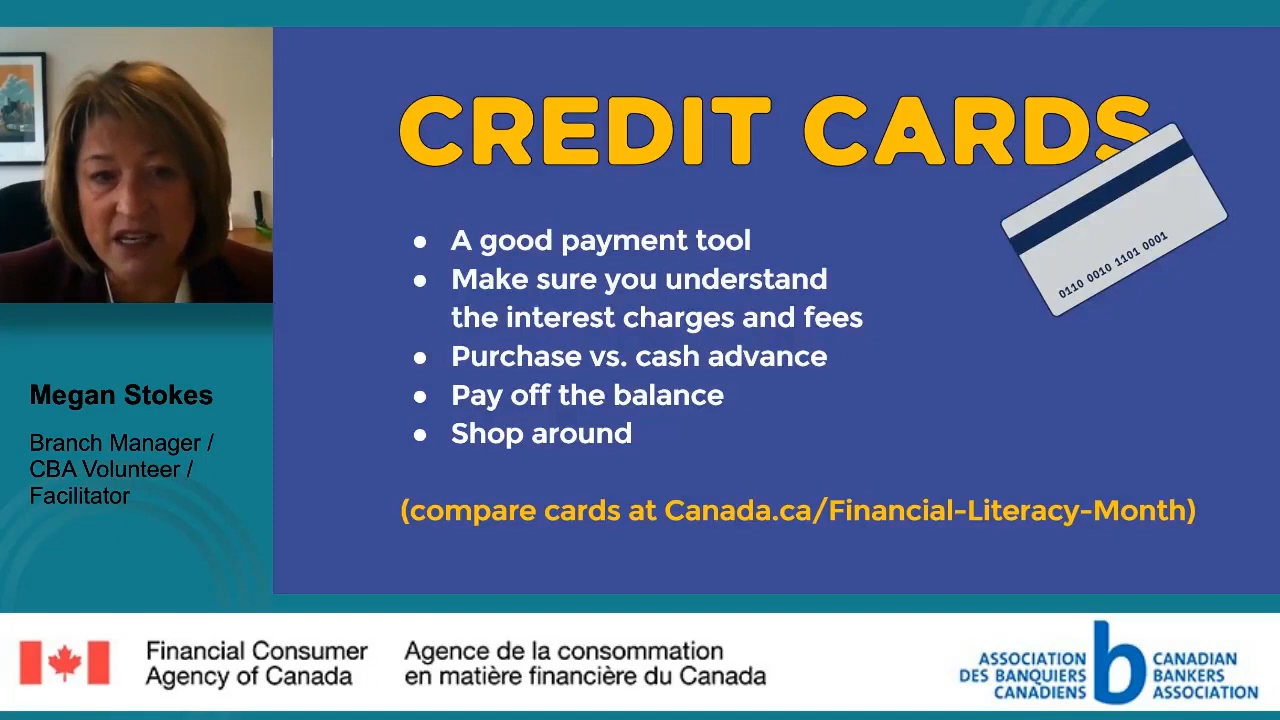 CREDIT CARDS
0110 0010 1101 0001
● A good payment tool
● Make sure you understand
the interest charges and fees
● Purchase vs. cash advance
● Pay off the balance
● Shop around
(compare cards at Canada.ca/Financial-Literacy-Month)
Megan Stokes
Branch Manager /
CBA Volunteer /
Facilitator
Financial Consumer
Agency of Canada
Agence de la consommation
en matière financière du Canada
ASSOCIATION
DES BANQUIERS
CANADIENS
b
CANADIAN
BANKERS
ASSOCIATION